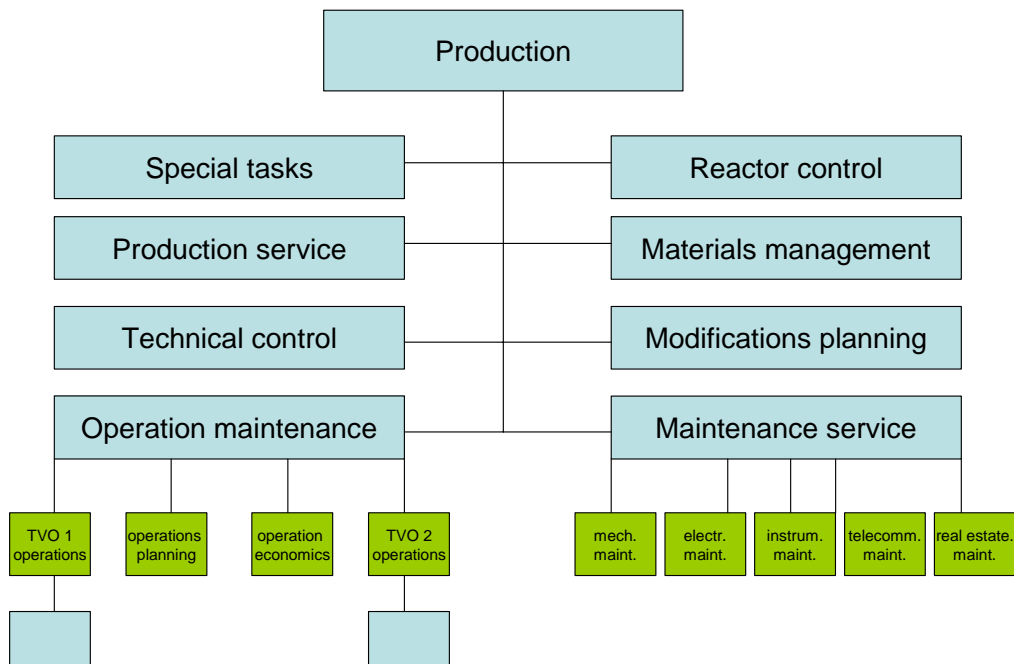 Production
Special tasks
Reactor control
Production service
Materials management
Technical control
Modifications planning
Operation maintenance
Maintenance service
TVO 1
operations
operations
planning
operation
economics
TVO 2
operations
mech.
maint.
electr.
maint.
instrum.
maint.
telecomm.
maint.
real estate.
maint.